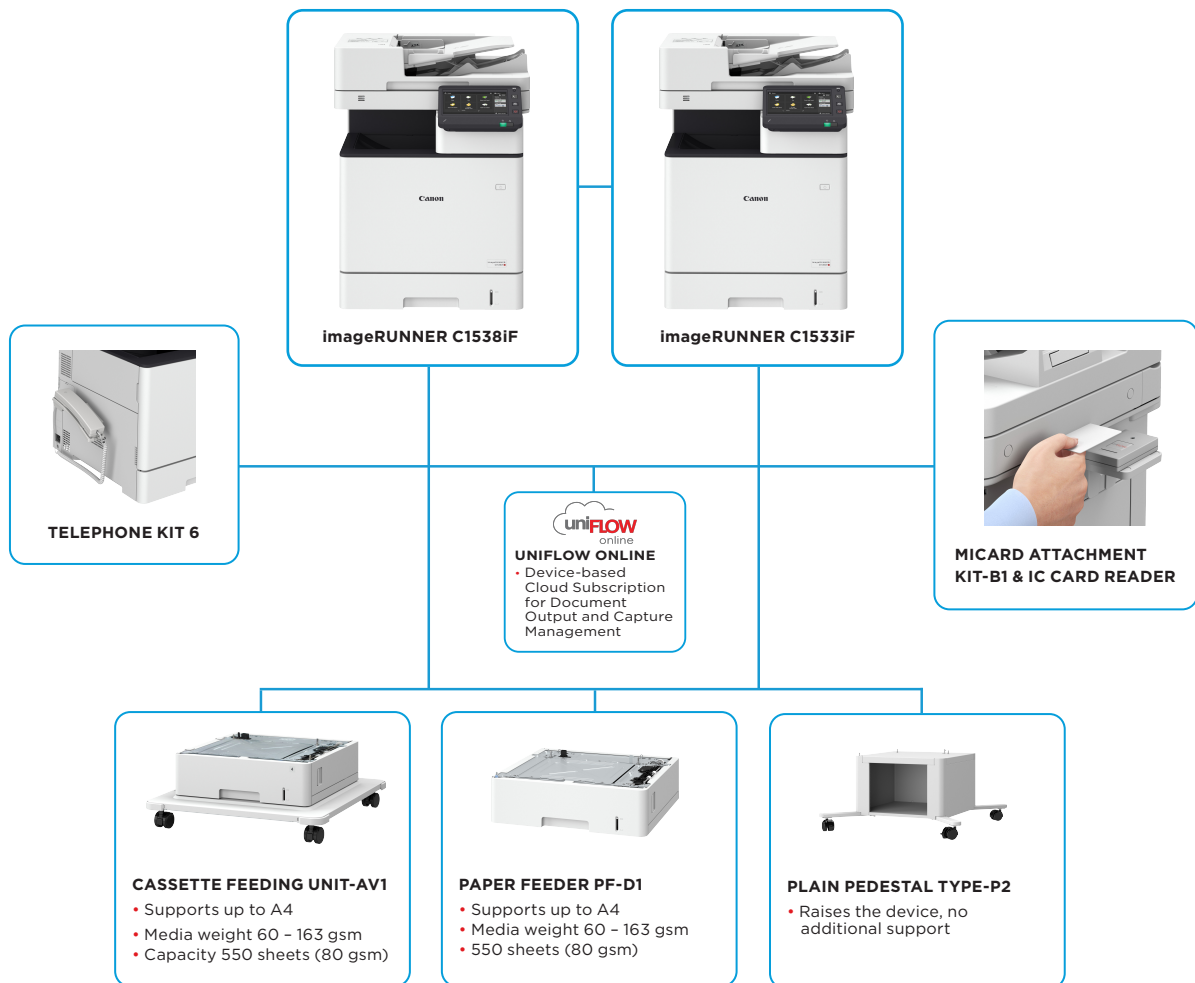 Canon
Canon
imageRUNNER C1538iF
imageRUNNER C1533iF
TELEPHONE KIT 6
uniFLOW
online
UNIFLOW ONLINE
• Device-based
Cloud Subscription
for Document
Output and Capture
Management
MICARD ATTACHMENT
KIT-B1 & IC CARD READER
CASSETTE FEEDING UNIT-AV1
• Supports up to A4
• Media weight 60 – 163 gsm
• Capacity 550 sheets (80 gsm)
PAPER FEEDER PF-D1
• Supports up to A4
• Media weight 60 – 163 gsm
• 550 sheets (80 gsm)
PLAIN PEDESTAL TYPE-P2
• Raises the device, no
additional support